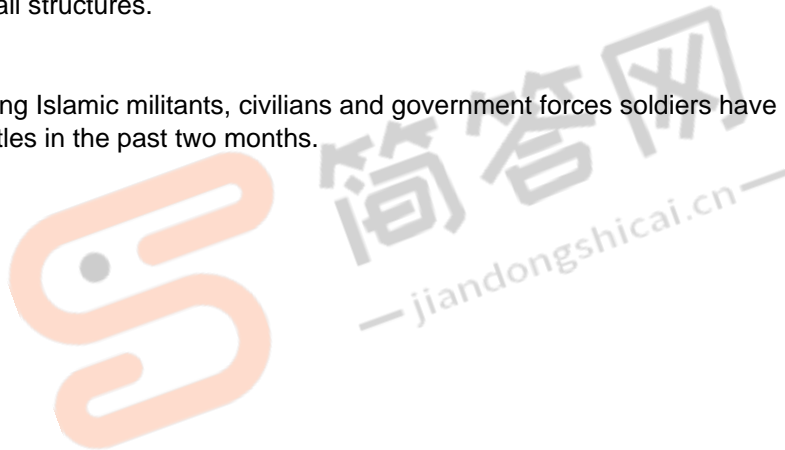 all structures.
ng Islamic militants, civilians and government forces soldiers have
tles in the past two months.
简答网
jiandongshicai.cn